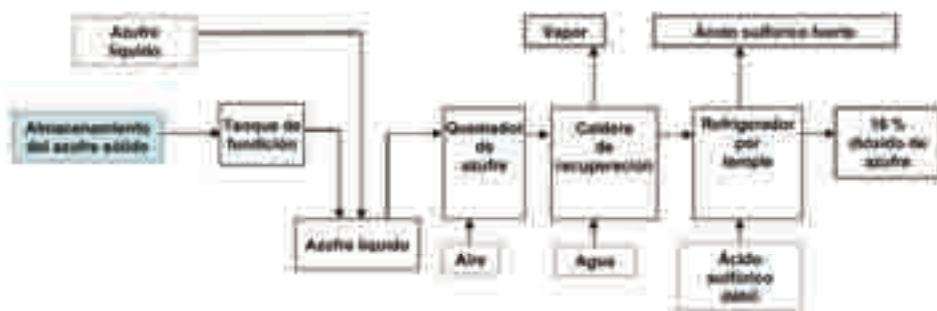 Azufre
líquido
Vapor
Ácido sulfúrico fuerte
Almacenamiento
del azufre sólido
Tanque de
fundición
Quemador
de
azufre
Caldera
de
recuperación
Refrigerador
por
temple
16 %
dióxido de
azufre
Azufre líquido
Aire
Agua
Ácido
sulfúrico
débil